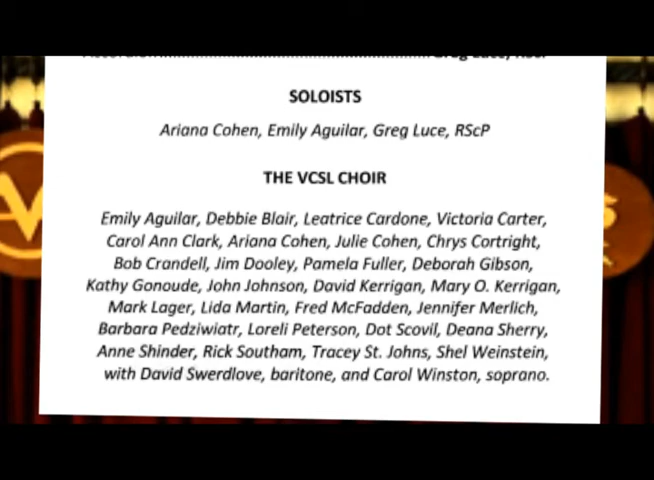 SOLOISTS
Ariana Cohen, Emily Aguilar, Greg Luce, RScP
THE VCSL CHOIR
Emily Aguilar, Debbie Blair, Leatrice Cardone, Victoria Carter,
Carol Ann Clark, Ariana Cohen, Julie Cohen, Chrys Cortright,
Bob Crandell, Jim Dooley, Pamela Fuller, Deborah Gibson,
Kathy Gonoude, John Johnson, David Kerrigan, Mary O. Kerrigan,
Mark Lager, Lida Martin, Fred McFadden, Jennifer Merlich,
Barbara Pedziwiatr, Loreli Peterson, Dot Scovil, Deana Sherry,
Anne Shinder, Rick Southam, Tracey St. Johns, Shel Weinstein,
with David Swerdlove, baritone, and Carol Winston, soprano.